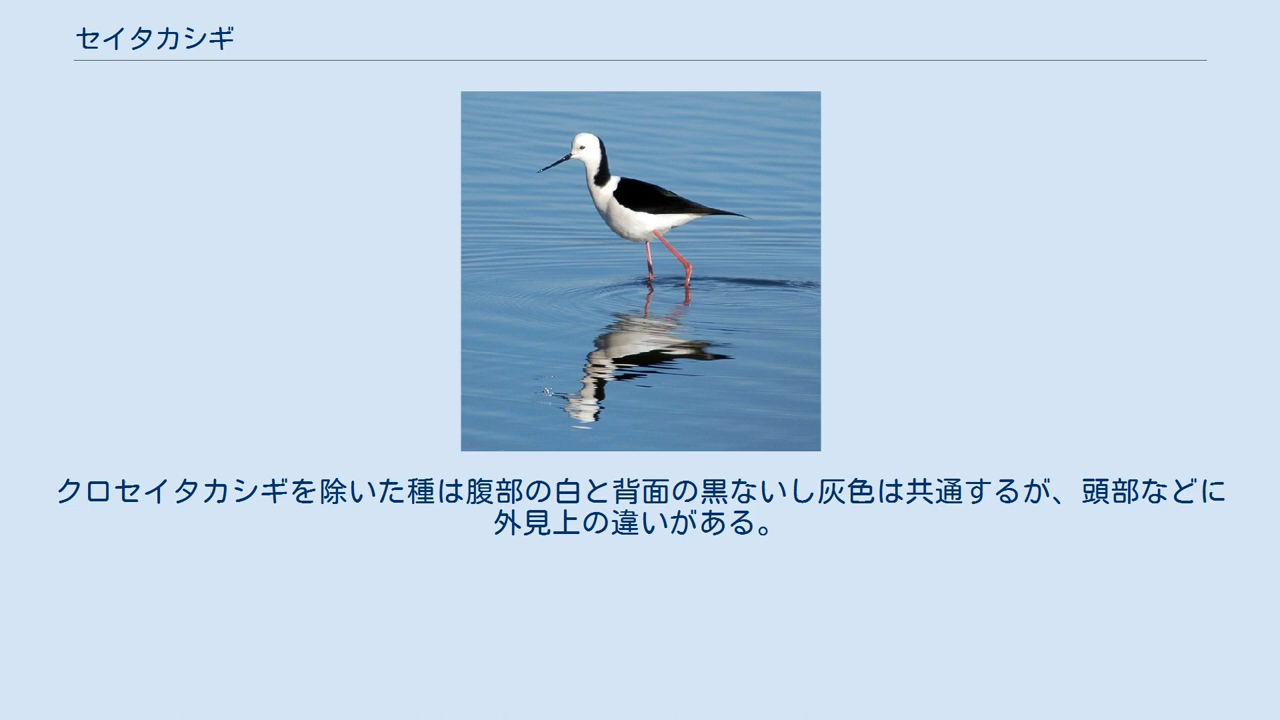 セイタカシギ
クロセイタカシギを除いた種は腹部の白と背面の黒ないし灰色は共通するが、頭部などに
外見上の違いがある。